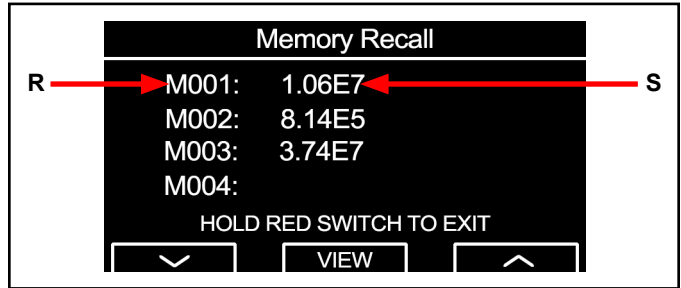 Memory Recall
R M001: 1.06E7 S
M002: 8.14E5
M003: 3.74E7
M004:
HOLD RED SWITCH TO EXIT
VIEW